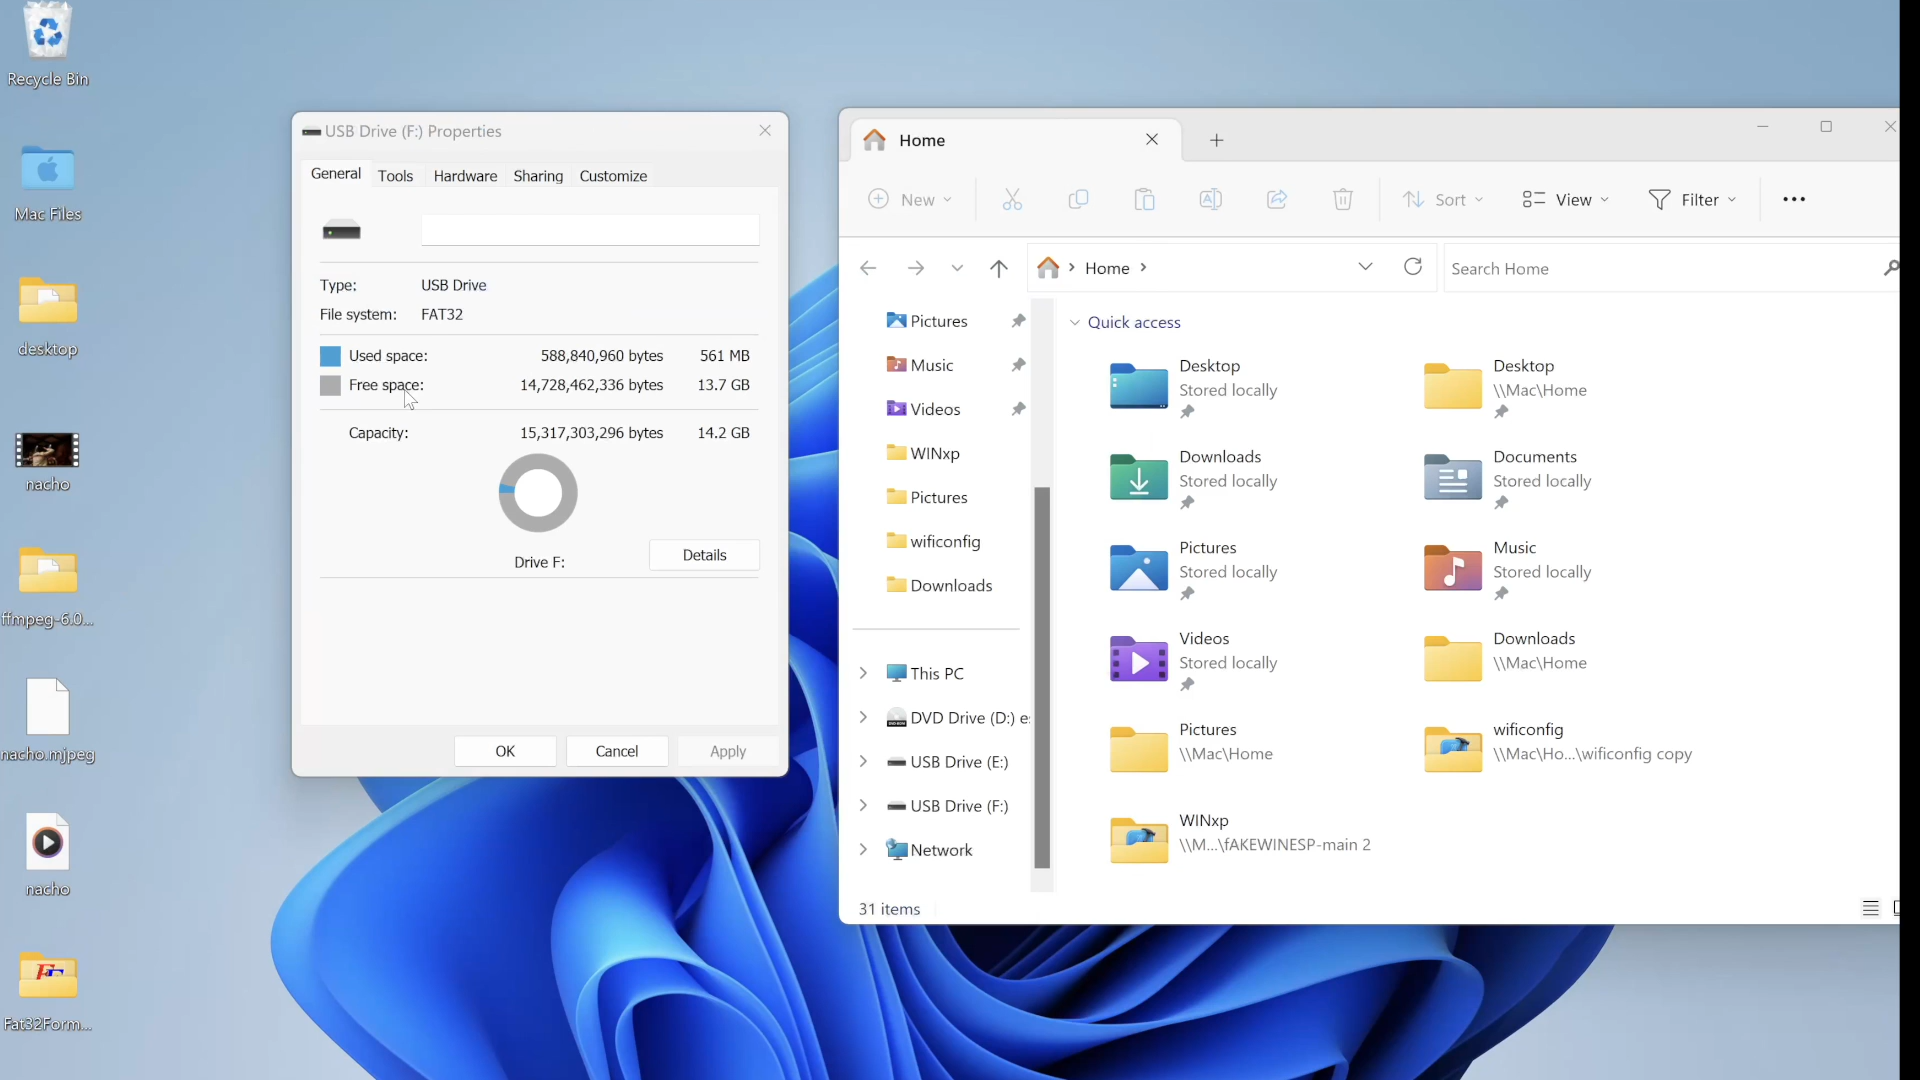 Recycle Bin
Mac Files
desktop
nacho
ffmpeg-6.0...
nacho.mjpeg
nacho
Fat32Form...
USB Drive (F:) Properties
General Tools Hardware Sharing Customize
Type: USB Drive
File system: FAT32
Used space: 588,840,960 bytes 561 MB
Free space: 14,728,462,336 bytes 13.7 GB
Capacity: 15,317,303,296 bytes 14.2 GB
Drive F:
Details
OK Cancel Apply
Home
New Sort View Filter
Home
Search Home
Pictures
Music
Videos
WINxp
Pictures
wificonfig
Downloads
This PC
DVD Drive (D:) e
USB Drive (E:)
USB Drive (F:)
Network
Quick access
Desktop
Stored locally
Desktop
\\Mac\Home
Downloads
Stored locally
Documents
Stored locally
Pictures
Stored locally
Music
Stored locally
Videos
Stored locally
Downloads
\\Mac\Home
Pictures
\\Mac\Home
wificonfig
\\Mac\Ho...\wificonfig copy
WINxp
\\M...\fAKEWINESP-main 2
31 items